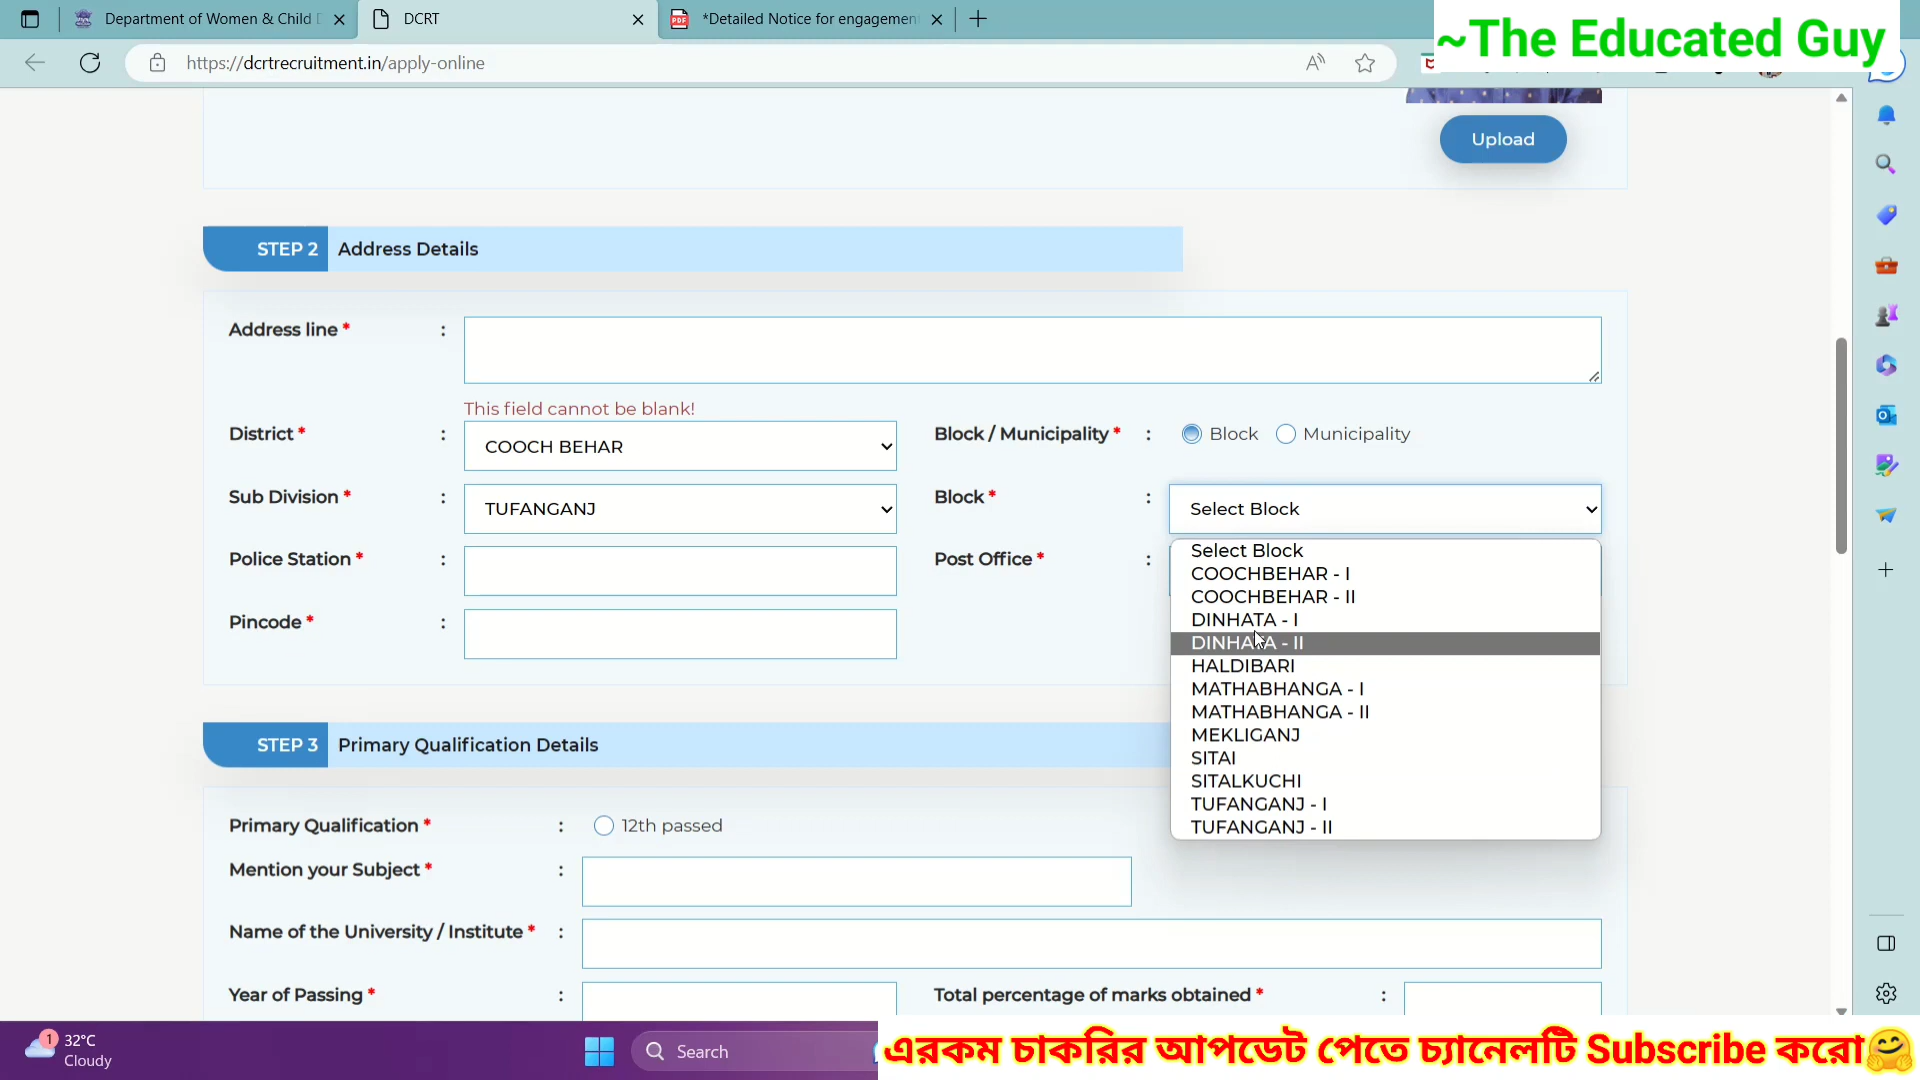 Department of Women & Child D
DCRT
*Detailed Notice for engagement
~The Educated Guy
https://dcrtrecruitment.in/apply-online
Upload
STEP 2 Address Details
Address line * :
This field cannot be blank!
District * : COOCH BEHAR
Block / Municipality * : Block Municipality
Sub Division * : TUFANGANJ
Block * : Select Block
Police Station * :
Post Office * :
Select Block
COOCHBEHAR - I
COOCHBEHAR - II
DINHATA - I
DINHATA - II
HALDIBARI
MATHABHANGA - I
MATHABHANGA - II
MEKLIGANJ
SITAI
SITALKUCHI
TUFANGANJ - I
TUFANGANJ - II
Pincode * :
STEP 3 Primary Qualification Details
Primary Qualification * : 12th passed
Mention your Subject * :
Name of the University / Institute * :
Year of Passing * :
Total percentage of marks obtained * :
1
32°C
Cloudy
Search
এরকম চাকরির আপডেট পেতে চ্যানেলটি Subscribe করো